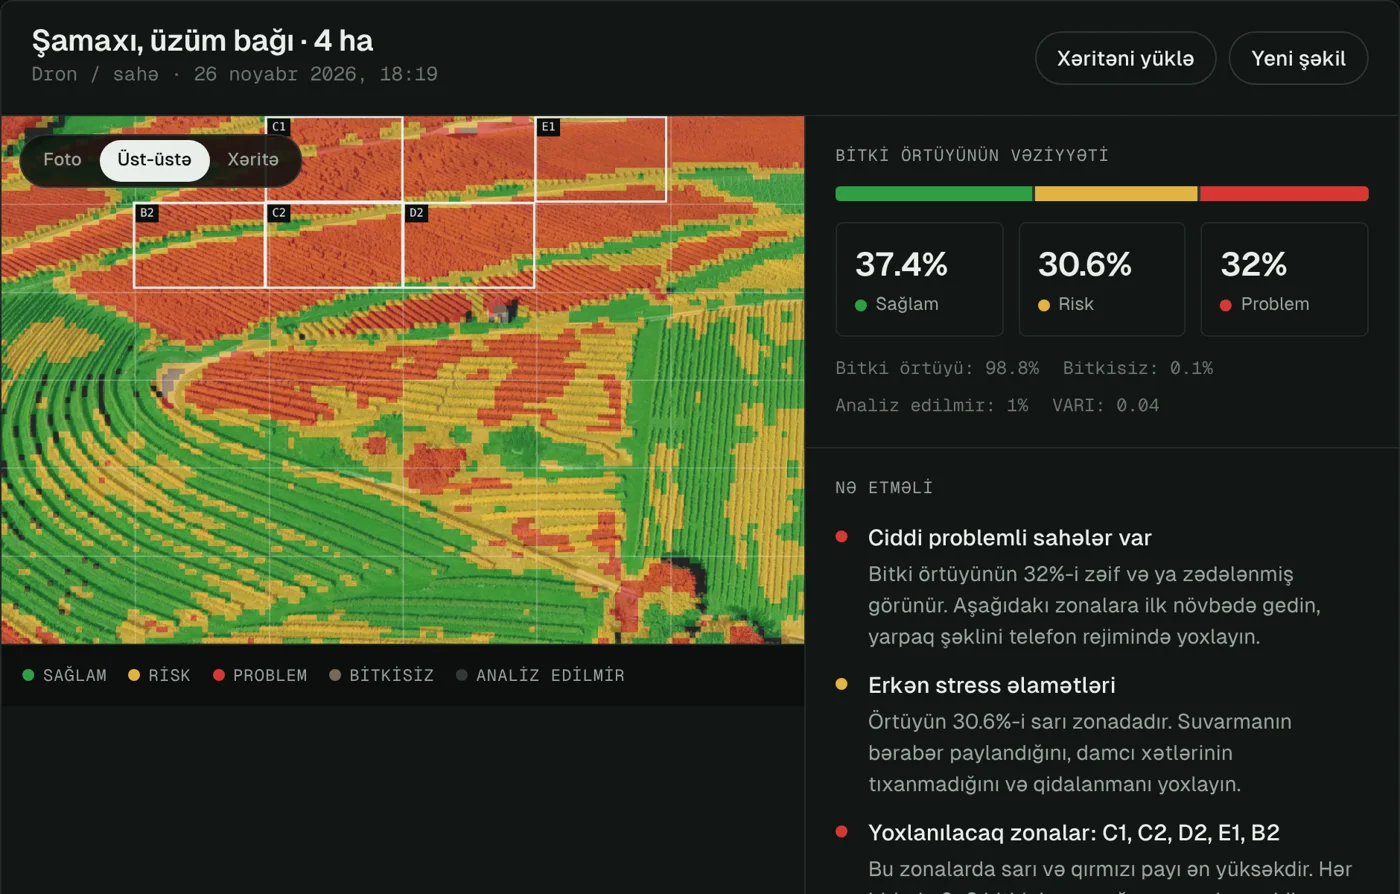 Şamaxı, üzüm bağı · 4 ha
Dron / sahə · 26 noyabr 2026, 18:19
Xəritəni yüklə
Yeni şəkil
Foto
Üst-üstə
Xəritə
C1
E1
B2
C2
D2
SAĞLAM
RİSK
PROBLEM
BİTKİSİZ
ANALİZ EDİLMİR
BİTKİ ÖRTÜYÜNÜN VƏZİYYƏTİ
37.4%
Sağlam
30.6%
Risk
32%
Problem
Bitki örtüyü: 98.8% Bitkisiz: 0.1%
Analiz edilmir: 1% VARI: 0.04
NƏ ETMƏLİ
Ciddi problemli sahələr var
Bitki örtüyünün 32%-i zəif və ya zədələnmiş
görünür. Aşağıdakı zonalara ilk növbədə gedin,
yarpaq şəklini telefon rejimində yoxlayın.
Erkən stress əlamətləri
Örtüyün 30.6%-i sarı zonadadır. Suvarmanın
bərabər paylandığını, damcı xətlərinin
tıxanmadığını və qidalanmanı yoxlayın.
Yoxlanılacaq zonalar: C1, C2, D2, E1, B2
Bu zonalarda sarı və qırmızı payı ən yüksəkdir. Hər